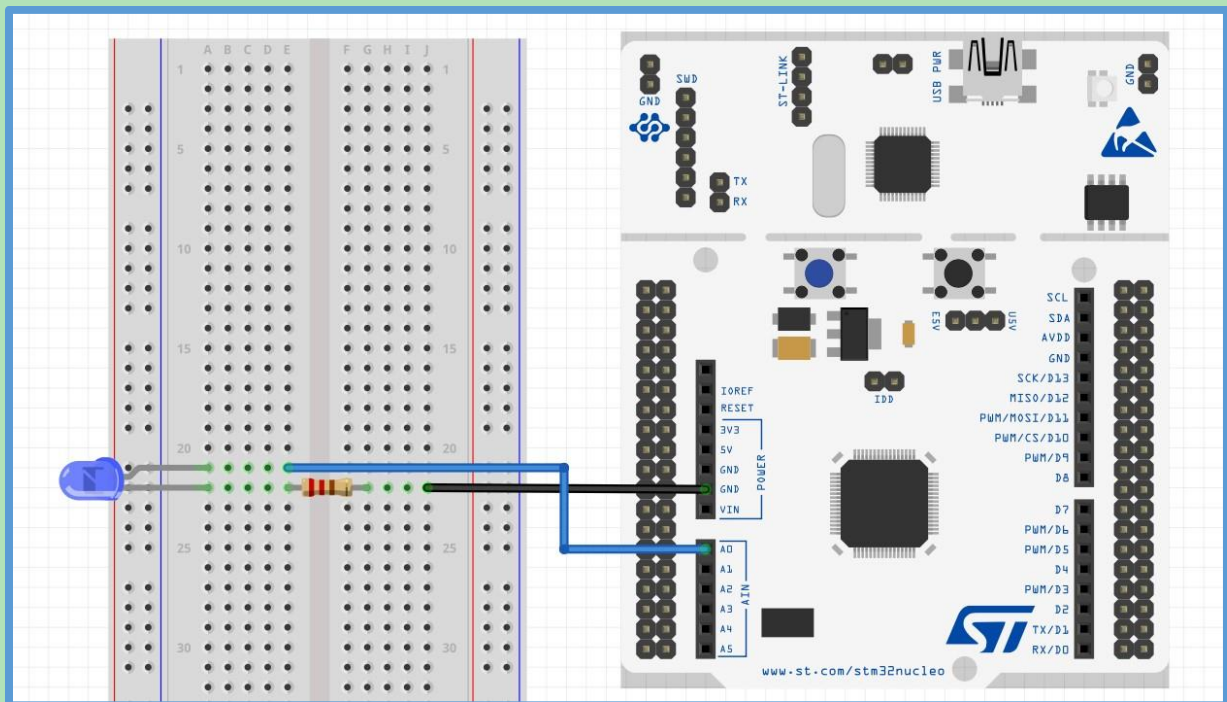 A B C D E F G H I J
1 1
5 5
10 10
15 15
20 20
25 25
30 30
GND
SWD
ST-LINK
USB PWR
GND
TX
RX
E5V
U5V
IDD
IOREF
RESET
3V3
5V
GND
GND
VIN
POWER
A0
A1
A2
A3
A4
A5
AIN
SCL
SDA
AVDD
GND
SCK/D13
MISO/D12
PWM/MOSI/D11
PWM/CS/D10
PWM/D9
D8
D7
PWM/D6
PWM/D5
D4
PWM/D3
D2
TX/D1
RX/D0
ST
www.st.com/stm32nucleo